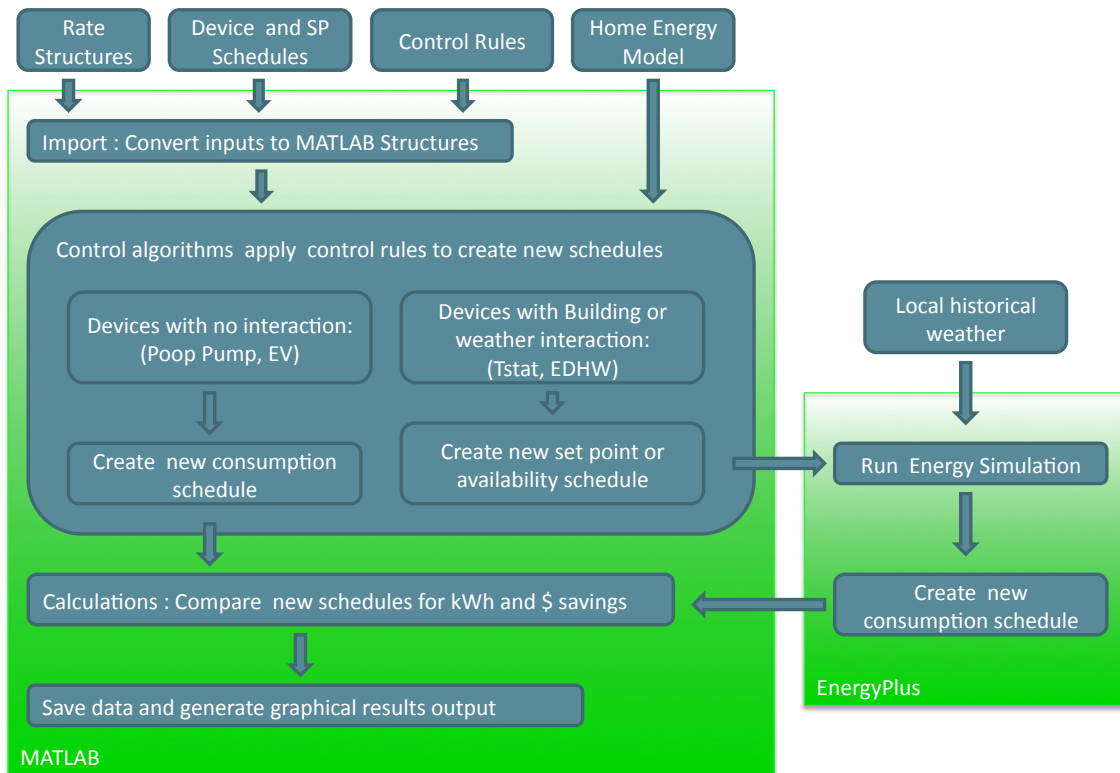 Rate
Structures
Device and SP
Schedules
Control Rules
Home Energy
Model
Import : Convert inputs to MATLAB Structures
Control algorithms apply control rules to create new schedules
Devices with no interaction:
(Poop Pump, EV)
Devices with Building or
weather interaction:
(Tstat, EDHW)
Create new consumption
schedule
Create new set point or
availability schedule
Local historical
weather
Run Energy Simulation
Create new
consumption schedule
EnergyPlus
Calculations : Compare new schedules for kWh and $ savings
Save data and generate graphical results output
MATLAB